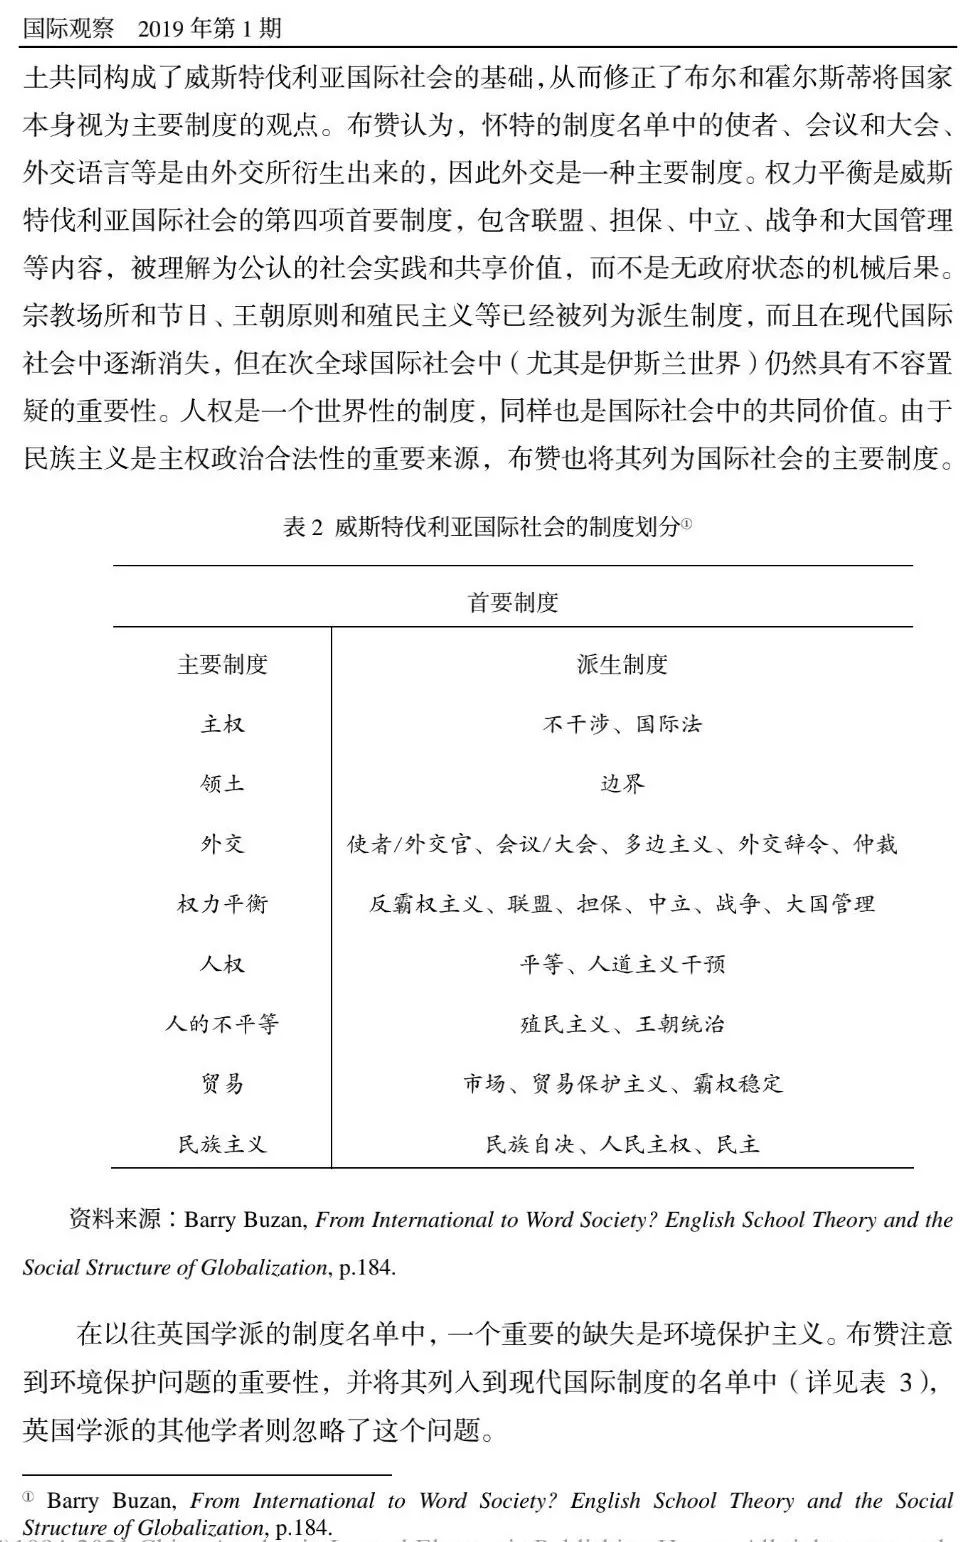 国际观察 2019 年第 1 期
土共同构成了威斯特伐利亚国际社会的基础，从而修正了布尔和霍尔斯蒂将国家
本身视为主要制度的观点。布赞认为，怀特的制度名单中的使者、会议和大会、
外交语言等是由外交所衍生出来的，因此外交是一种主要制度。权力平衡是威斯
特伐利亚国际社会的第四项首要制度，包含联盟、担保、中立、战争和大国管理
等内容，被理解为公认的社会实践和共享价值，而不是无政府状态的机械后果。
宗教场所和节日、王朝原则和殖民主义等已经被列为派生制度，而且在现代国际
社会中逐渐消失，但在次全球国际社会中（尤其是伊斯兰世界）仍然具有不容置
疑的重要性。人权是一个世界性的制度，同样也是国际社会中的共同价值。由于
民族主义是主权政治合法性的重要来源，布赞也将其列为国际社会的主要制度。
表 2 威斯特伐利亚国际社会的制度划分①
首要制度
主要制度 派生制度
主权 不干涉、国际法
领土 边界
外交 使者/外交官、会议/大会、多边主义、外交辞令、仲裁
权力平衡 反霸权主义、联盟、担保、中立、战争、大国管理
人权 平等、人道主义干预
人的不平等 殖民主义、王朝统治
贸易 市场、贸易保护主义、霸权稳定
民族主义 民族自决、人民主权、民主
资料来源：Barry Buzan, From International to Word Society? English School Theory and the
Social Structure of Globalization, p.184.
在以往英国学派的制度名单中，一个重要的缺失是环境保护主义。布赞注意
到环境保护问题的重要性，并将其列入到现代国际制度的名单中（详见表 3），
英国学派的其他学者则忽略了这个问题。
① Barry Buzan, From International to Word Society? English School Theory and the Social
Structure of Globalization, p.184.